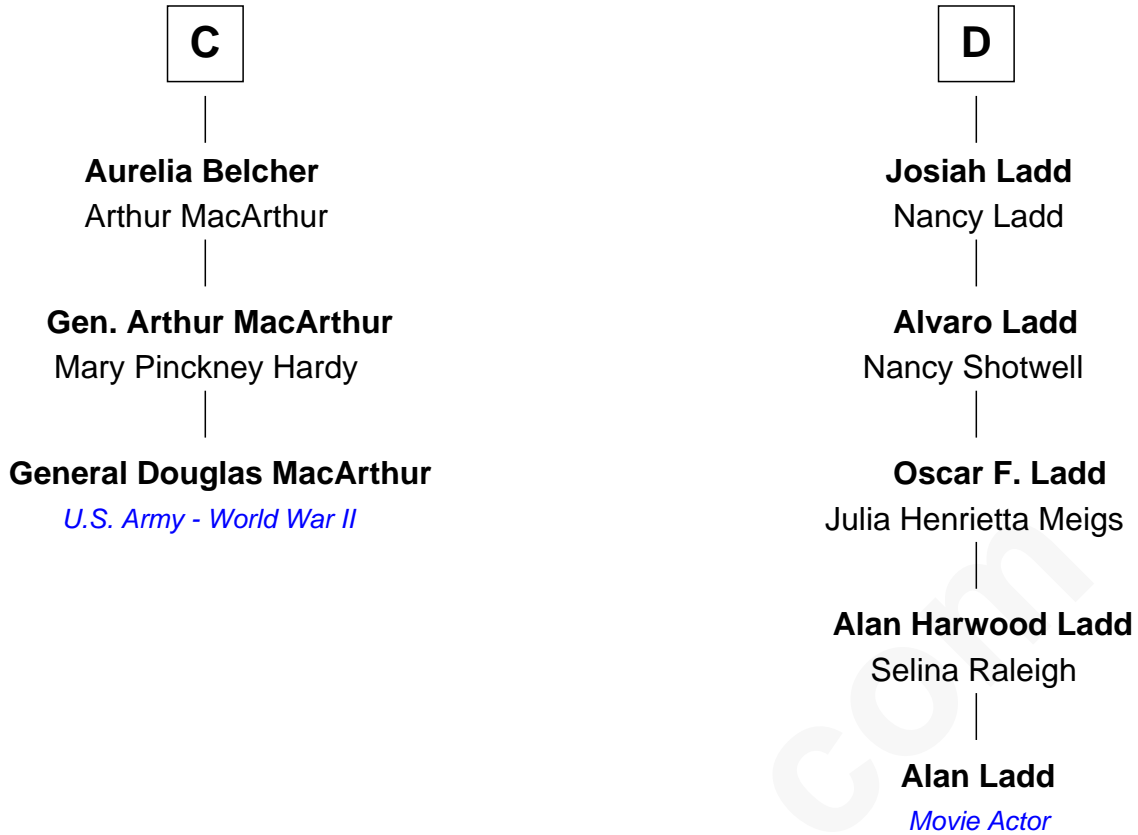 C
Aurelia Belcher
Arthur MacArthur
Gen. Arthur MacArthur
Mary Pinckney Hardy
General Douglas MacArthur
U.S. Army - World War II
D
Josiah Ladd
Nancy Ladd
Alvaro Ladd
Nancy Shotwell
Oscar F. Ladd
Julia Henrietta Meigs
Alan Harwood Ladd
Selina Raleigh
Alan Ladd
Movie Actor
com